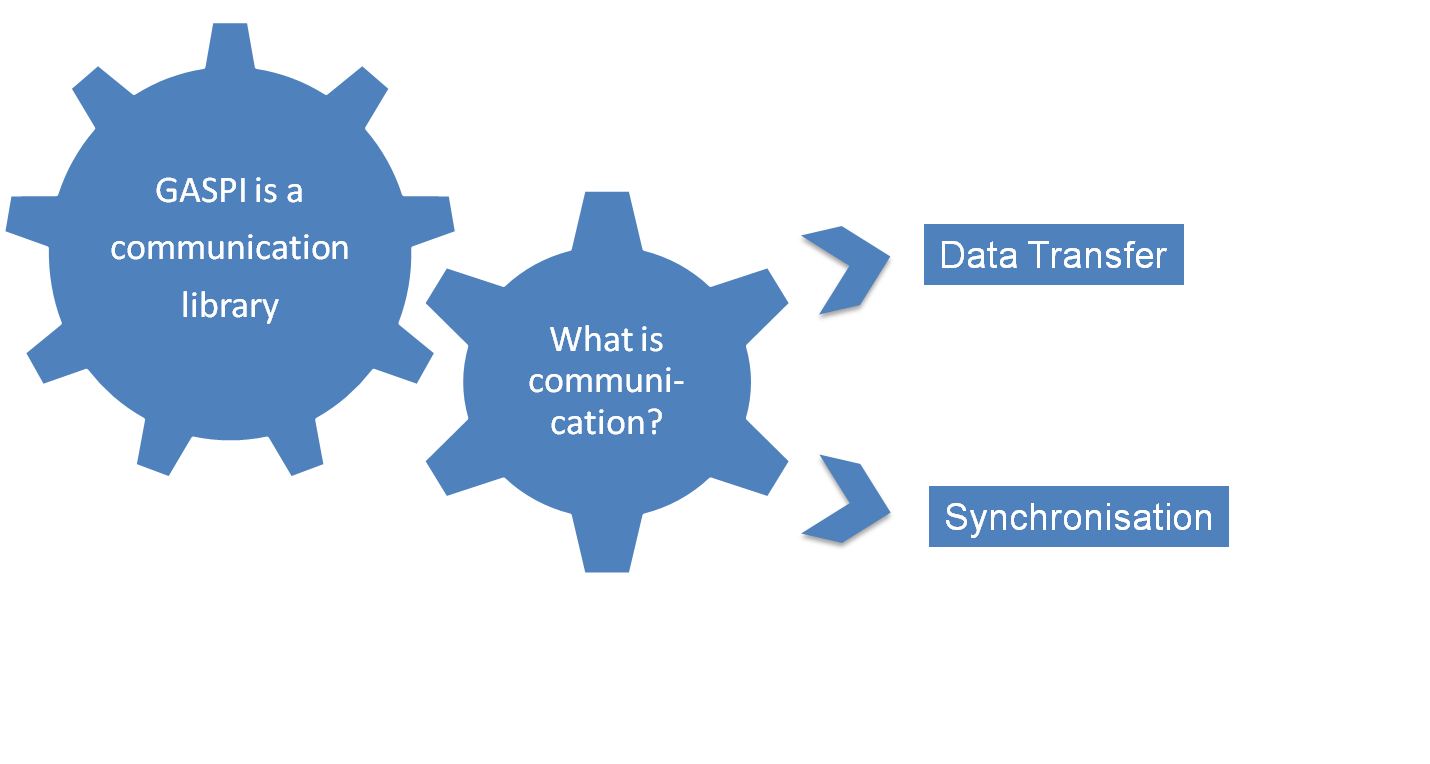 GASPI is a
communication
library
What is
communi-
cation?
Data Transfer
Synchronisation